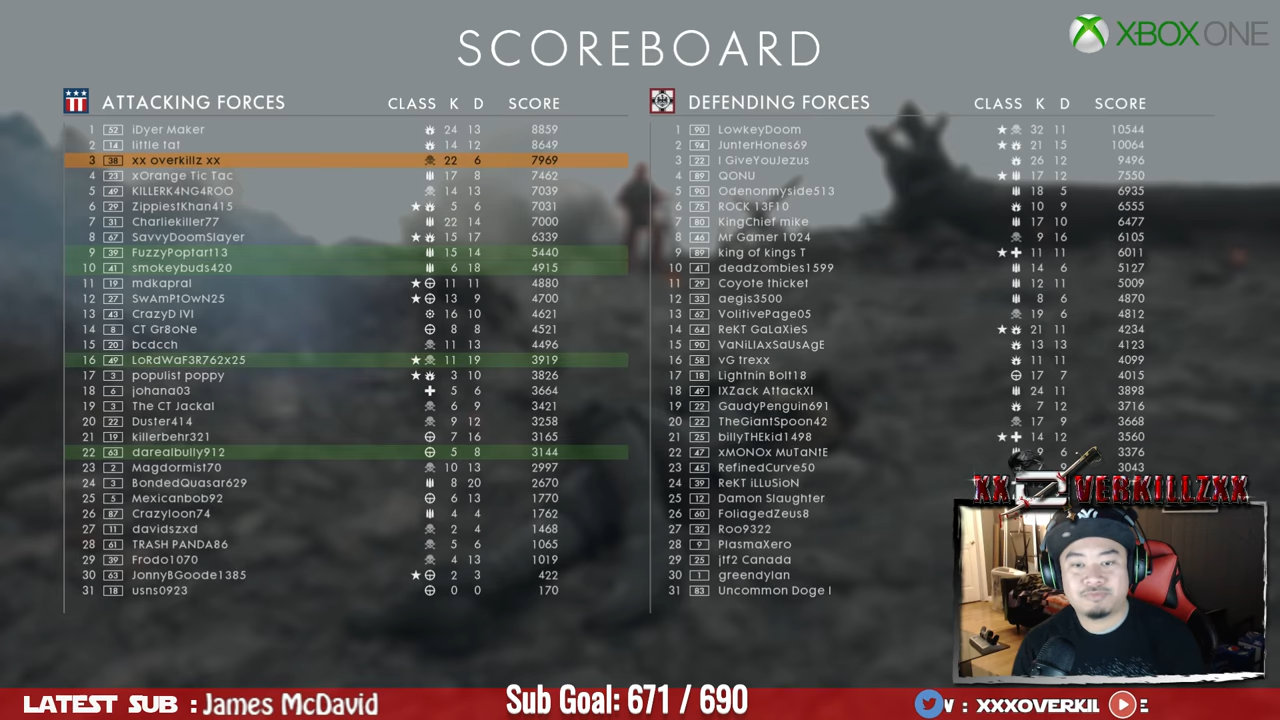 SCOREBOARD
XBOX ONE
ATTACKING FORCES CLASS K D SCORE
1 52 iDyer Maker 24 13 8859
2 14 little tat 14 12 8649
3 38 xx overkillz xx 22 6 7969
4 23 xOrange Tic Tac 17 8 7462
5 49 KILLERK4NG4ROO 14 13 7039
6 29 ZippiestKhan415 5 6 7031
7 31 Charliekiller77 22 14 7000
8 67 SavvyDoomSlayer 15 17 6339
9 39 FuzzyPoptart13 15 14 5440
10 41 smokeybuds420 6 18 4915
11 19 mdkapral 11 11 4880
12 27 SwAmPtOwN25 13 9 4700
13 43 CrazyD IVI 16 10 4621
14 8 CT Gr8oNe 8 8 4521
15 20 bcdcch 11 13 4496
16 49 LoRdWaF3R762x25 11 19 3919
17 3 populist poppy 3 10 3826
18 6 johana03 5 6 3664
19 3 The CT Jackal 6 9 3421
20 22 Duster414 9 12 3258
21 19 killerbehr321 7 16 3165
22 63 darealbully912 5 8 3144
23 2 Magdormist70 10 13 2997
24 3 BondedQuasar629 8 20 2670
25 5 Mexicanbob92 6 13 1770
26 87 Crazyloon74 4 4 1762
27 11 davidszxd 2 4 1468
28 61 TRASH PANDA86 5 6 1065
29 39 Frodo1070 4 13 1019
30 63 JonnyBGoode1385 2 3 422
31 18 usns0923 0 0 170
DEFENDING FORCES CLASS K D SCORE
1 90 LowkeyDoom 32 11 10544
2 94 JunterHones69 21 15 10064
3 22 I GiveYouJezus 26 12 9496
4 89 QONU 17 12 7550
5 90 Odenonmyside513 18 5 6935
6 75 ROCK 13F10 10 9 6555
7 80 KingChief mike 17 10 6477
8 46 Mr Gamer 1024 9 16 6105
9 89 king of kings T 11 11 6011
10 41 deadzombies1599 14 6 5127
11 29 Coyote thicket 12 11 5009
12 33 aegis3500 8 6 4870
13 62 VolitivePage05 19 6 4812
14 64 ReKT GaLaXieS 21 11 4234
15 90 VaNiLlAxSaUsAgE 13 13 4123
16 58 vG trexx 11 11 4099
17 18 Lightnin Bolt18 17 7 4015
18 49 IXZack AttackXI 24 11 3898
19 22 GaudyPenguin691 7 12 3716
20 22 TheGiantSpoon42 17 9 3668
21 25 billyTHEkid1498 14 12 3560
22 47 xMONOx MuTaNtE 9 6 3376
23 45 RefinedCurve50 9 3043
24 39 ReKT iLLUSiON
25 12 Damon Slaughter
26 60 FoliagedZeus8
27 32 Roo9322
28 9 PlasmaXero
29 25 jtf2 Canada
30 1 greendylan
31 83 Uncommon Doge I
XX OVERKILLZXX
LATEST SUB : James McDavid
Sub Goal: 671 / 690
: XXXOVERKIL